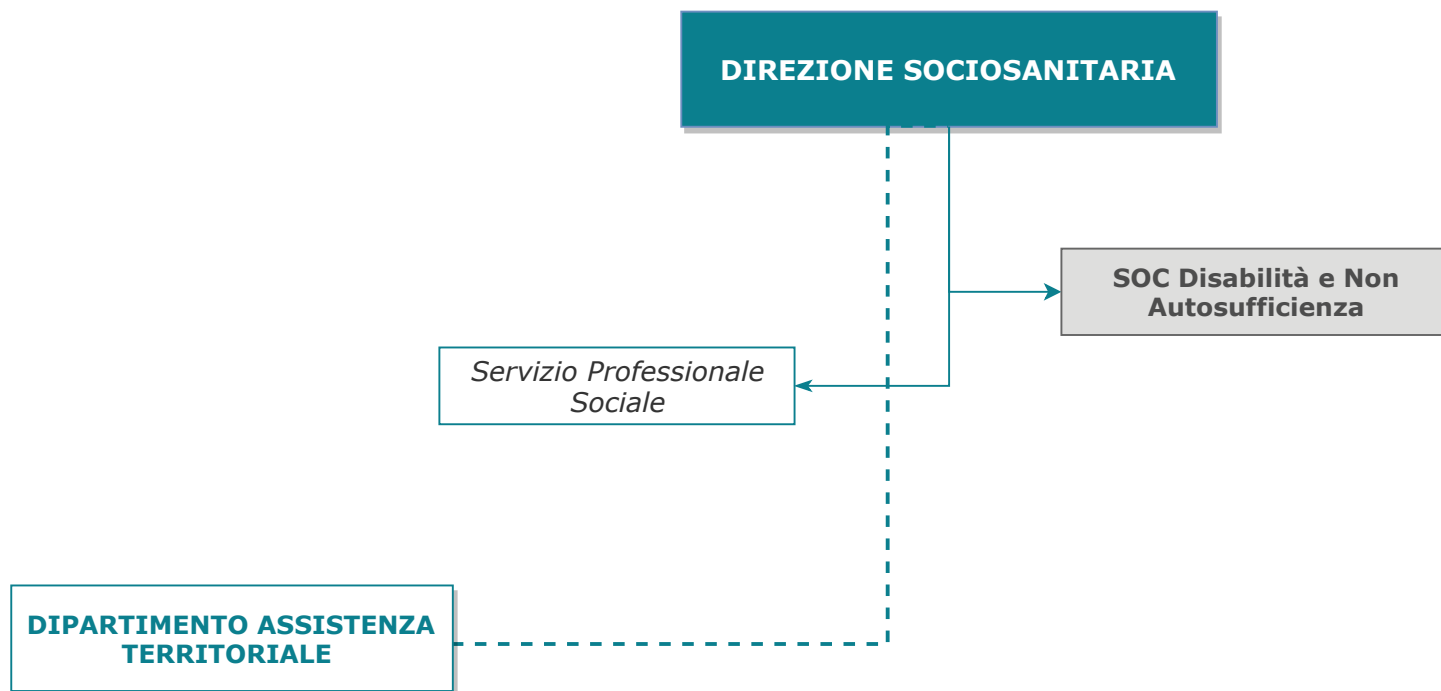 DIREZIONE SOCIOSANITARIA
SOC Disabilità e Non
Autosufficienza
Servizio Professionale
Sociale
DIPARTIMENTO ASSISTENZA
TERRITORIALE